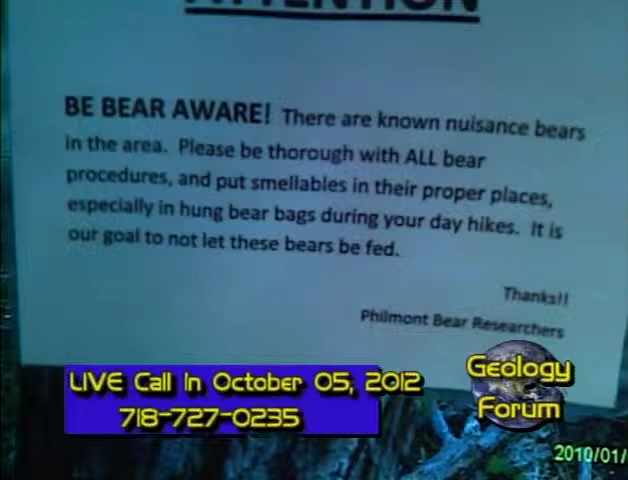 ATTENTION
BE BEAR AWARE! There are known nuisance bears
in the area. Please be thorough with ALL bear
procedures, and put smellables in their proper places,
especially in hung bear bags during your day hikes. It is
our goal to not let these bears be fed.
Thanks!!
Philmont Bear Researchers
LIVE Call In October 05, 2012
718-727-0235
Geology
Forum
2010/01/